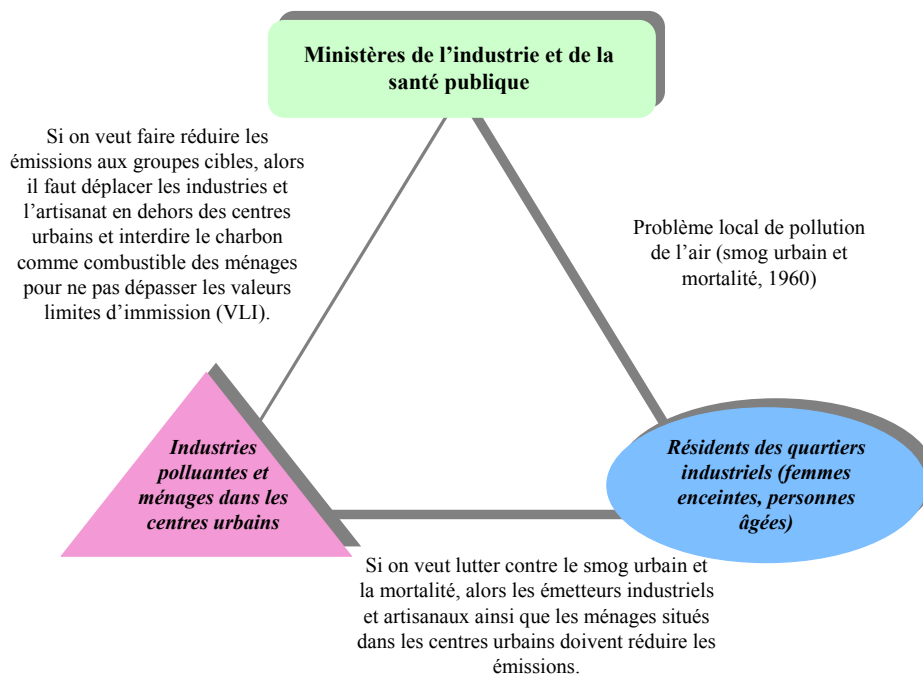 Ministères de l’industrie et de la
santé publique
Si on veut faire réduire les
émissions aux groupes cibles, alors
il faut déplacer les industries et
l’artisanat en dehors des centres
urbains et interdire le charbon
comme combustible des ménages
pour ne pas dépasser les valeurs
limites d’immission (VLI).
Problème local de pollution
de l’air (smog urbain et
mortalité, 1960)
Industries
polluantes et
ménages dans les
centres urbains
Résidents des quartiers
industriels (femmes
enceintes, personnes
âgées)
Si on veut lutter contre le smog urbain et
la mortalité, alors les émetteurs industriels
et artisanaux ainsi que les ménages situés
dans les centres urbains doivent réduire les
émissions.